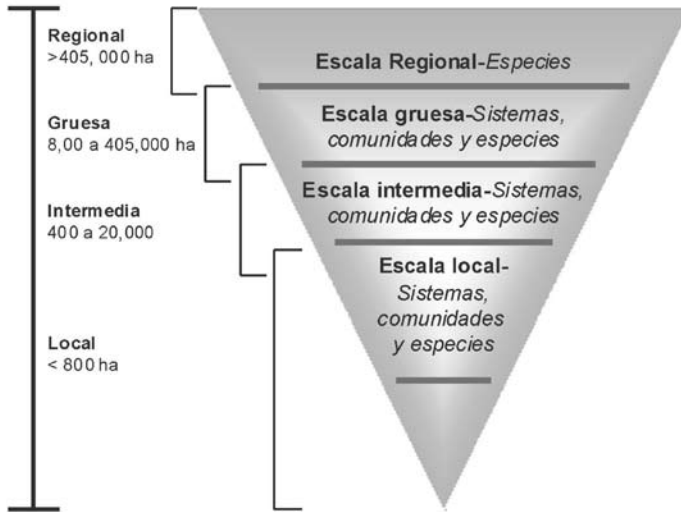 Regional
>405, 000 ha
Gruesa
8,00 a 405,000 ha
Intermedia
400 a 20,000
Local
< 800 ha
Escala Regional-Especies
Escala gruesa-Sistemas,
comunidades y especies
Escala intermedia-Sistemas,
comunidades y especies
Escala local-
Sistemas,
comunidades
y especies